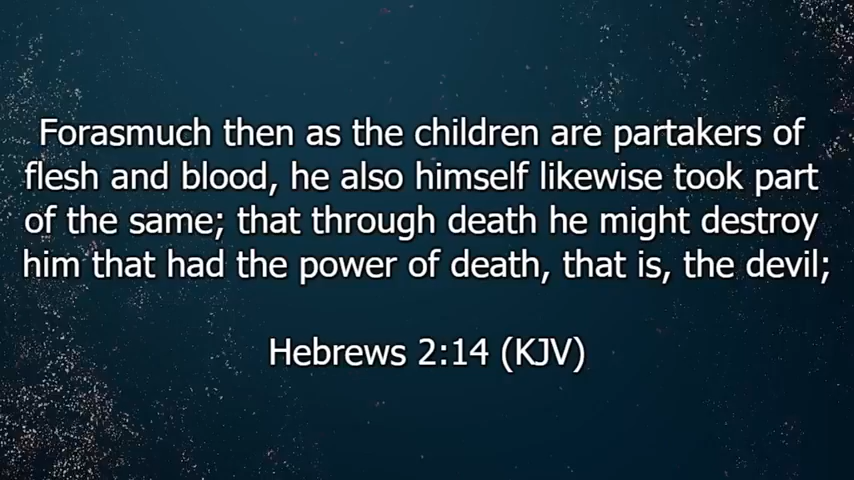 Forasmuch then as the children are partakers of
flesh and blood, he also himself likewise took part
of the same; that through death he might destroy
him that had the power of death, that is, the devil;
Hebrews 2:14 (KJV)